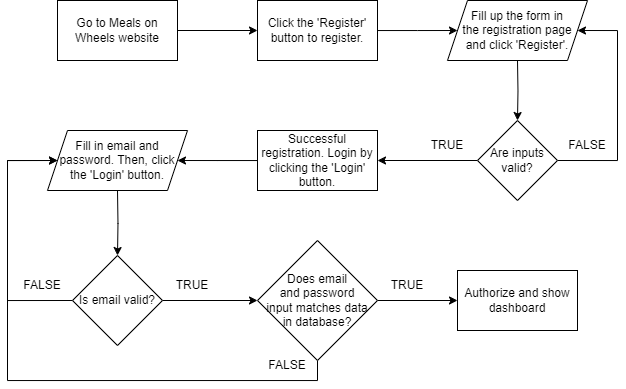 Go to Meals on
Wheels website
Click the 'Register'
button to register.
Fill up the form in
the registration page
and click 'Register'.
Are inputs
valid?
TRUE
FALSE
Successful
registration. Login by
clicking the 'Login'
button.
Fill in email and
password. Then, click
the 'Login' button.
Is email valid?
FALSE
TRUE
Does email
and password
input matches data
in database?
TRUE
FALSE
Authorize and show
dashboard